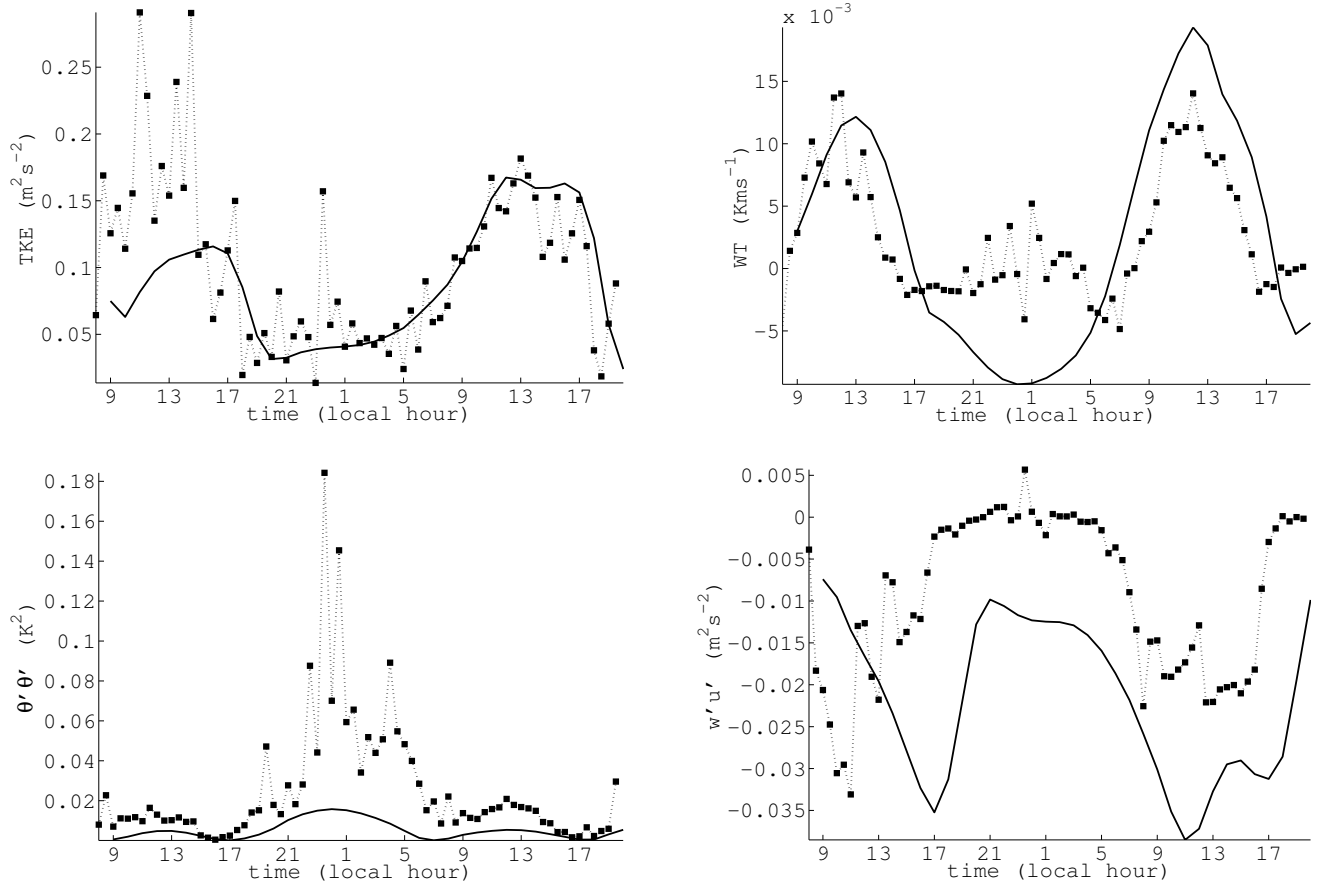 0.25
0.2
0.15
0.1
0.05
TKE (m²s⁻²)
9 13 17 21 1 5 9 13 17
time (local hour)
x 10⁻³
15
10
5
0
−5
WT (Kms⁻¹)
9 13 17 21 1 5 9 13 17
time (local hour)
0.18
0.16
0.14
0.12
0.1
0.08
0.06
0.04
0.02
θ'θ' (K²)
9 13 17 21 1 5 9 13 17
time (local hour)
0.005
0
−0.005
−0.01
−0.015
−0.02
−0.025
−0.03
−0.035
w'u' (m²s⁻²)
9 13 17 21 1 5 9 13 17
time (local hour)